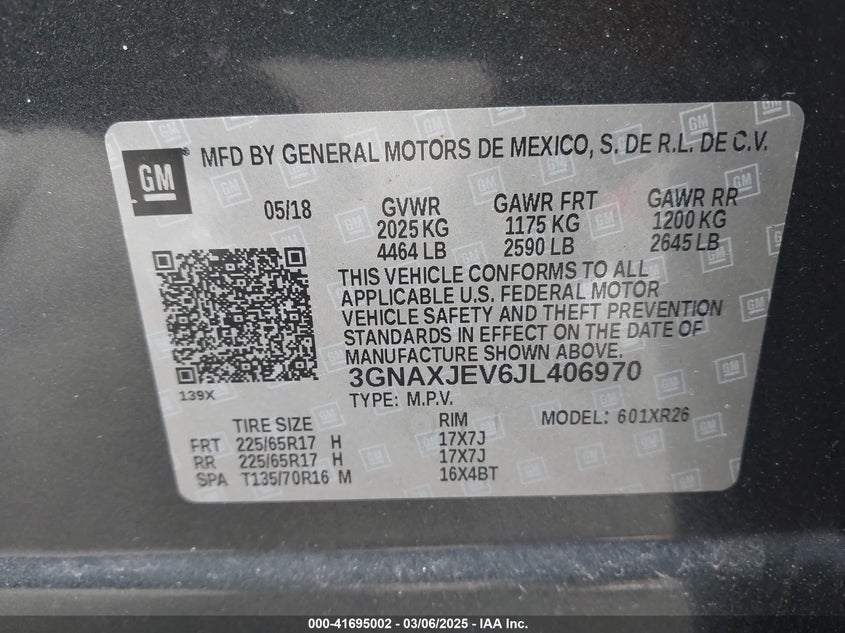 GM ® MFD BY GENERAL MOTORS DE MEXICO, S. DE R.L. DE C.V.
05/18 GVWR GAWR FRT GAWR RR
2025 KG 1175 KG 1200 KG
4464 LB 2590 LB 2645 LB
THIS VEHICLE CONFORMS TO ALL
APPLICABLE U.S. FEDERAL MOTOR
VEHICLE SAFETY AND THEFT PREVENTION
STANDARDS IN EFFECT ON THE DATE OF
MANUFACTURE SHOWN ABOVE.
3GNAXJEV6JL406970
139X
TYPE: M.P.V. MODEL: 601XR26
TIRE SIZE RIM
FRT 225/65R17 H 17X7J
RR 225/65R17 H 17X7J
SPA T135/70R16 M 16X4BT
000-41695002 - 03/06/2025 - IAA Inc.